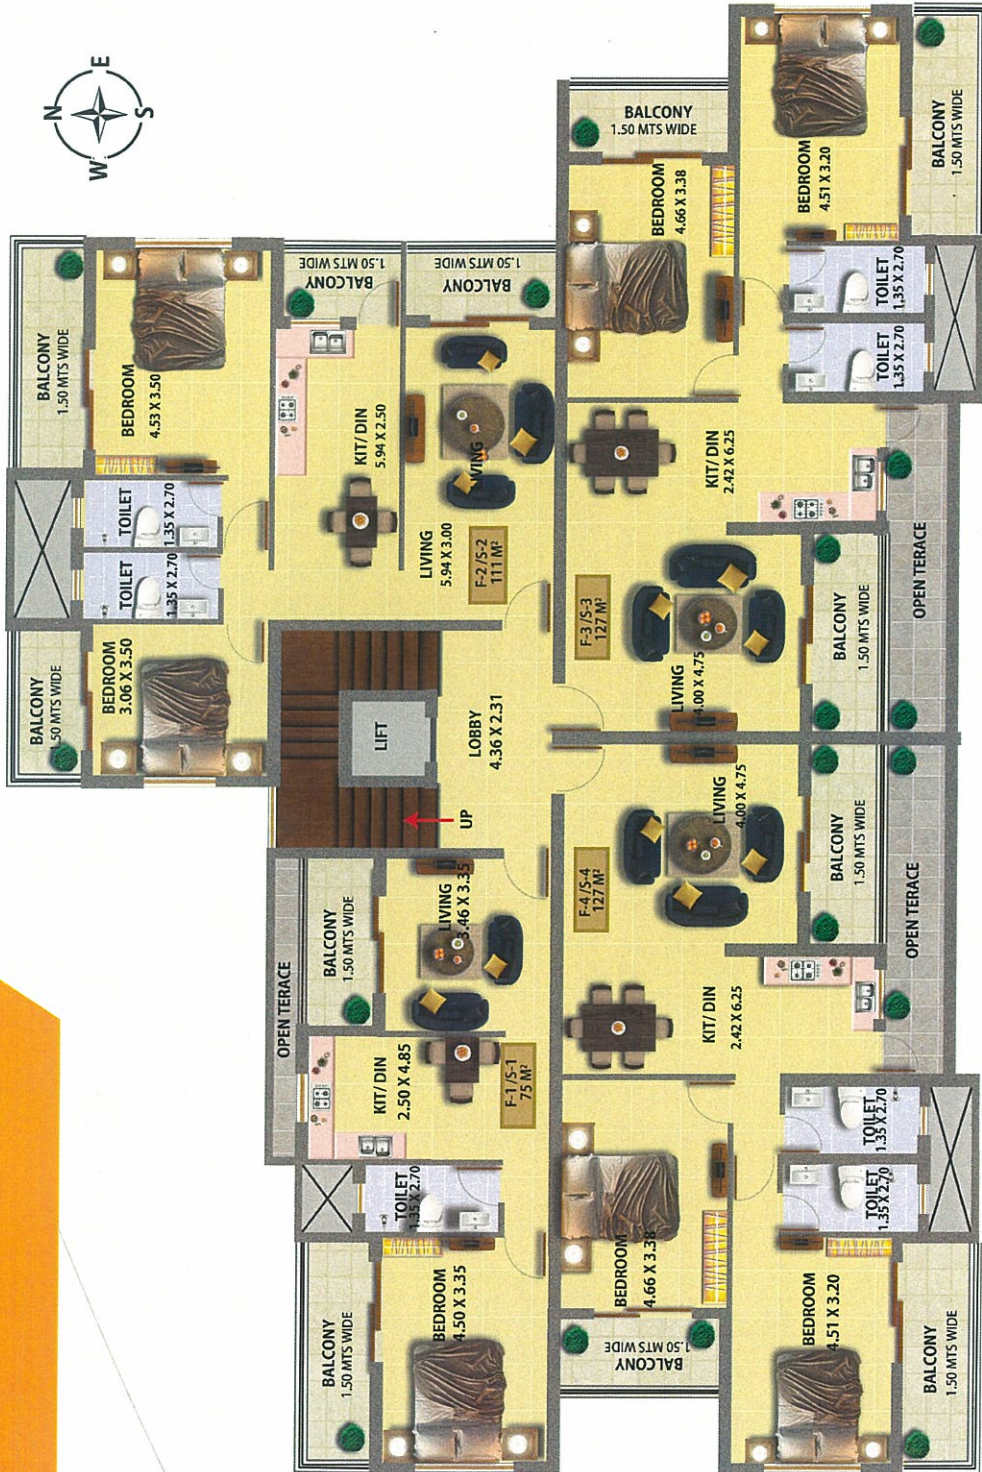 N
E
S
W
BALCONY
1.50 MTS WIDE
BEDROOM
4.53 X 3.50
TOILET
1.35 X 2.70
TOILET
1.35 X 2.70
BALCONY
1.50 MTS WIDE
BEDROOM
3.06 X 3.50
BALCONY
1.50 MTS WIDE
KIT/ DIN
5.94 X 2.50
BALCONY
1.50 MTS WIDE
LIVING
LIVING
5.94 X 3.00
F-2 /S-2
111 M²
LIFT
LOBBY
4.36 X 2.31
UP
BALCONY
1.50 MTS WIDE
BEDROOM
4.66 X 3.38
BEDROOM
4.51 X 3.20
BALCONY
1.50 MTS WIDE
TOILET
1.35 X 2.70
TOILET
1.35 X 2.70
KIT/ DIN
2.42 X 6.25
F-3 /S-3
127 M²
LIVING
4.00 X 4.75
BALCONY
1.50 MTS WIDE
OPEN TERACE
OPEN TERACE
BALCONY
1.50 MTS WIDE
LIVING
3.46 X 3.35
KIT/ DIN
2.50 X 4.85
F-1 /S-1
75 M²
TOILET
1.35 X 2.70
BALCONY
1.50 MTS WIDE
BEDROOM
4.50 X 3.35
F-4 /S-4
127 M²
LIVING
4.00 X 4.75
BALCONY
1.50 MTS WIDE
OPEN TERACE
KIT/ DIN
2.42 X 6.25
TOILET
1.35 X 2.70
TOILET
1.35 X 2.70
BEDROOM
4.66 X 3.38
BALCONY
1.50 MTS WIDE
BEDROOM
4.51 X 3.20
BALCONY
1.50 MTS WIDE